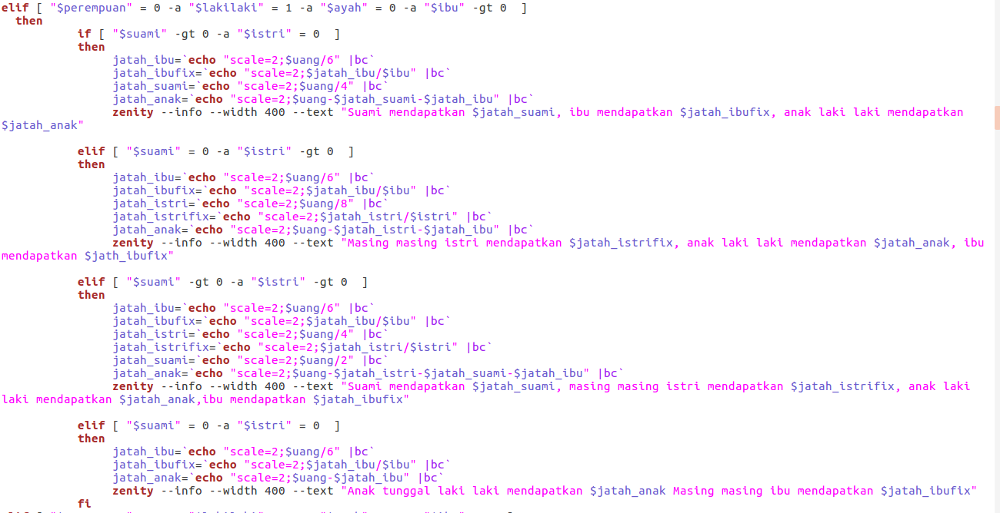 elif [ "$perempuan" = 0 -a "$lakilaki" = 1 -a "$ayah" = 0 -a "$ibu" -gt 0  ]
then
if [ "$suami" -gt 0 -a "$istri" = 0  ]
then
jatah_ibu=`echo "scale=2;$uang/6" |bc`
jatah_ibufix=`echo "scale=2;$jatah_ibu/$ibu" |bc`
jatah_suami=`echo "scale=2;$uang/4" |bc`
jatah_anak=`echo "scale=2;$uang-$jatah_suami-$jatah_ibu" |bc`
zenity --info --width 400 --text "Suami mendapatkan $jatah_suami, ibu mendapatkan $jatah_ibufix, anak laki laki mendapatkan
$jatah_anak"
elif [ "$suami" = 0 -a "$istri" -gt 0  ]
then
jatah_ibu=`echo "scale=2;$uang/6" |bc`
jatah_ibufix=`echo "scale=2;$jatah_ibu/$ibu" |bc`
jatah_istri=`echo "scale=2;$uang/8" |bc`
jatah_istrifix=`echo "scale=2;$jatah_istri/$istri" |bc`
jatah_anak=`echo "scale=2;$uang-$jatah_istri-$jatah_ibu" |bc`
zenity --info --width 400 --text "Masing masing istri mendapatkan $jatah_istrifix, anak laki laki mendapatkan $jatah_anak, ibu
mendapatkan $jath_ibufix"
elif [ "$suami" -gt 0 -a "$istri" -gt 0  ]
then
jatah_ibu=`echo "scale=2;$uang/6" |bc`
jatah_ibufix=`echo "scale=2;$jatah_ibu/$ibu" |bc`
jatah_istri=`echo "scale=2;$uang/4" |bc`
jatah_istrifix=`echo "scale=2;$jatah_istri/$istri" |bc`
jatah_suami=`echo "scale=2;$uang/2" |bc`
jatah_anak=`echo "scale=2;$uang-$jatah_istri-$jatah_suami-$jatah_ibu" |bc`
zenity --info --width 400 --text "Suami mendapatkan $jatah_suami, masing masing istri mendapatkan $jatah_istrifix, anak laki
laki mendapatkan $jatah_anak,ibu mendapatkan $jatah_ibufix"
elif [ "$suami" = 0 -a "$istri" = 0  ]
then
jatah_ibu=`echo "scale=2;$uang/6" |bc`
jatah_ibufix=`echo "scale=2;$jatah_ibu/$ibu" |bc`
jatah_anak=`echo "scale=2;$uang-$jatah_ibu" |bc`
zenity --info --width 400 --text "Anak tunggal laki laki mendapatkan $jatah_anak Masing masing ibu mendapatkan $jatah_ibufix"
fi